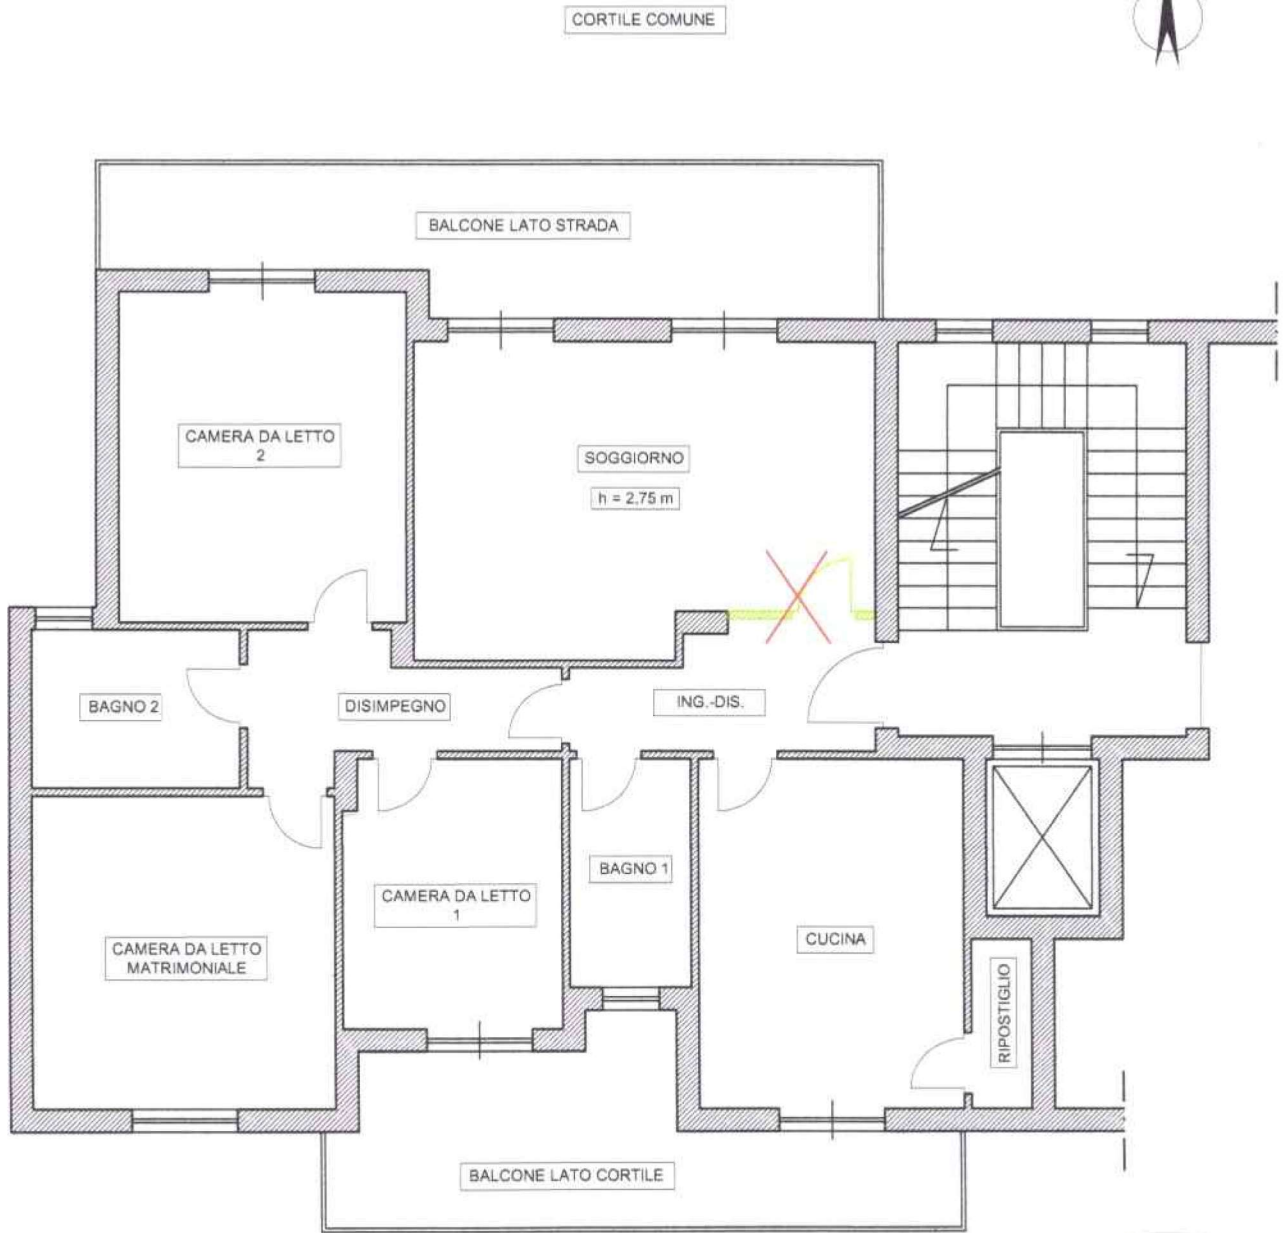 CORTILE COMUNE
BALCONE LATO STRADA
CAMERA DA LETTO
2
SOGGIORNO
h = 2,75 m
BAGNO 2
DISIMPEGNO
ING.-DIS.
CAMERA DA LETTO
MATRIMONIALE
CAMERA DA LETTO
1
BAGNO 1
CUCINA
RIPOSTIGLIO
BALCONE LATO CORTILE